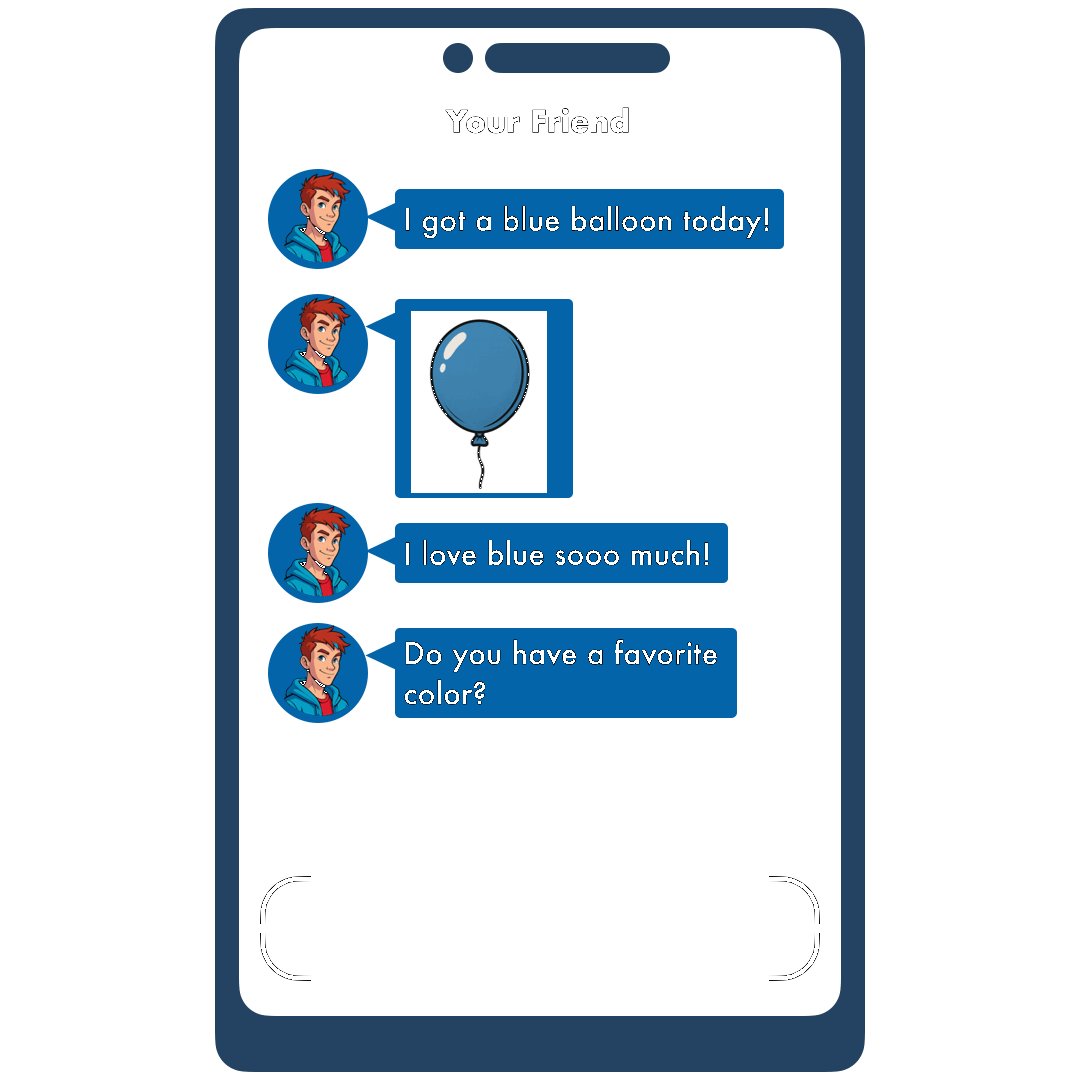 Your Friend
I got a blue balloon today!
I love blue sooo much!
Do you have a favorite
color?